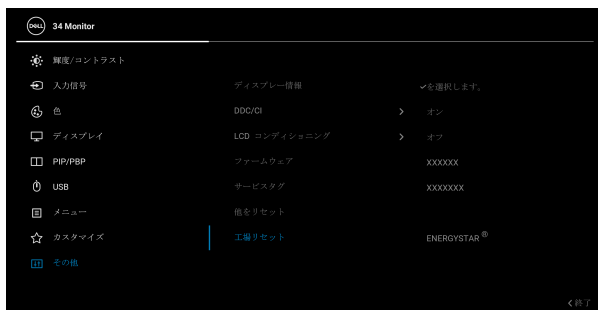 DELL 34 Monitor
輝度/コントラスト
入力信号 ディスプレー情報 ✓を選択します。
色 DDC/CI > オン
ディスプレイ LCD コンディショニング > オフ
PIP/PBP ファームウェア XXXXXX
USB サービスタグ XXXXXXX
メニュー 他をリセット
カスタマイズ 工場リセット ENERGYSTAR®
その他
<終了